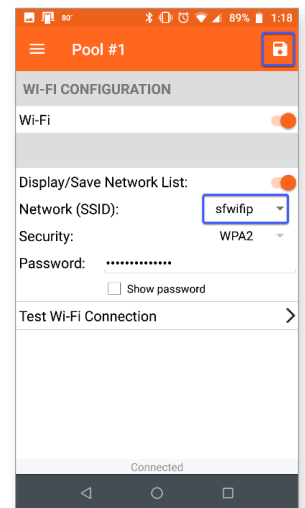 80° 89% 1:18
Pool #1
WI-FI CONFIGURATION
Wi-Fi
Display/Save Network List:
Network (SSID): sfwifip
Security: WPA2
Password: ••••••••••••••
Show password
Test Wi-Fi Connection
Connected